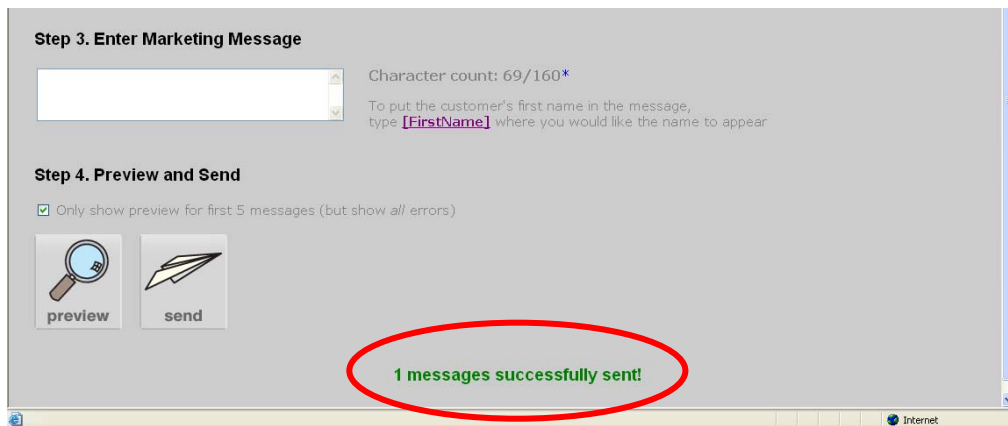 Step 3. Enter Marketing Message
Character count: 69/160*
To put the customer's first name in the message,
type [FirstName] where you would like the name to appear
Step 4. Preview and Send
Only show preview for first 5 messages (but show all errors)
preview
send
1 messages successfully sent!
Internet